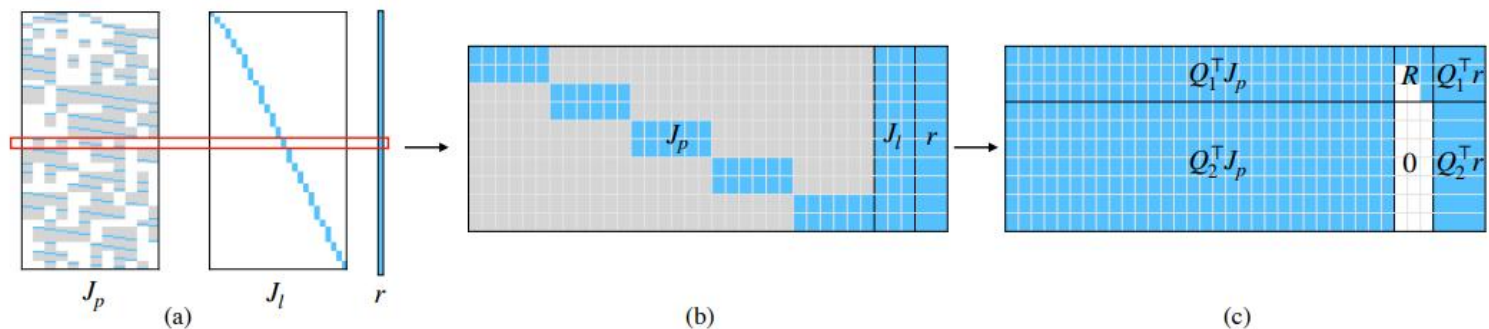 J_p J_l r
(a)
J_p J_l r
(b)
Q_1^⊤ J_p R Q_1^⊤ r
Q_2^⊤ J_p 0 Q_2^⊤ r
(c)